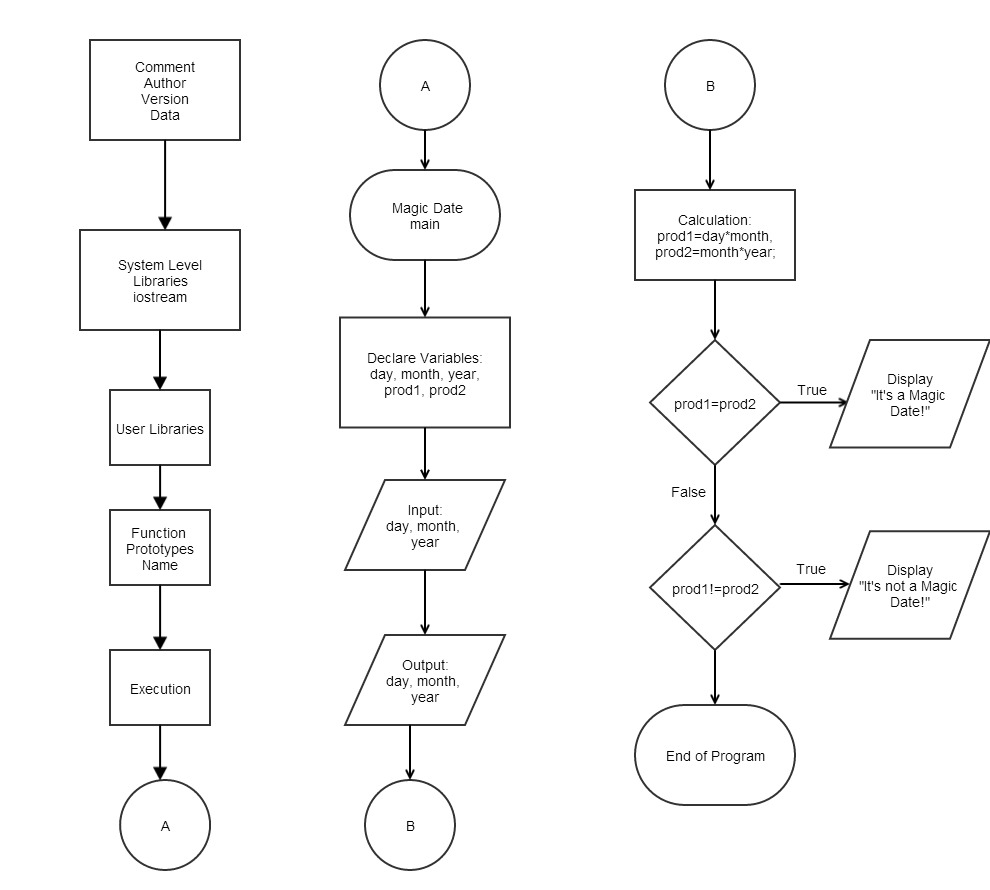 Comment
Author
Version
Data
System Level
Libraries
iostream
User Libraries
Function
Prototypes
Name
Execution
A
A
Magic Date
main
Declare Variables:
day, month, year,
prod1, prod2
Input:
day, month,
year
Output:
day, month,
year
B
B
Calculation:
prod1=day*month,
prod2=month*year;
prod1=prod2
True
Display
"It's a Magic
Date!"
False
prod1!=prod2
True
Display
"It's not a Magic
Date!"
End of Program